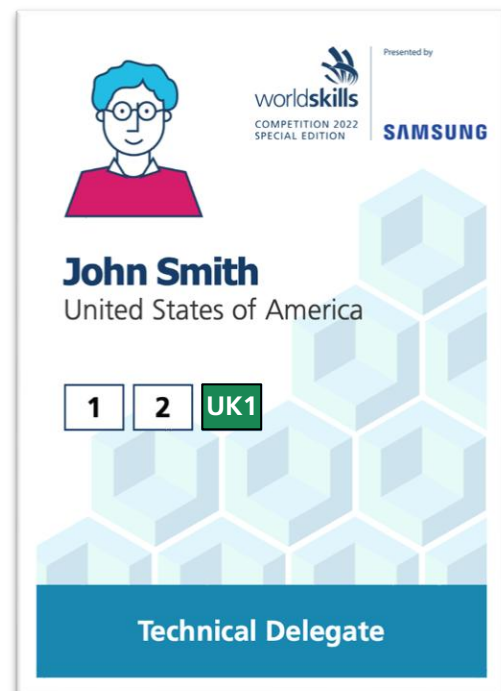 Presented by
worldskills
COMPETITION 2022
SPECIAL EDITION
SAMSUNG
John Smith
United States of America
1 2 UK1
Technical Delegate